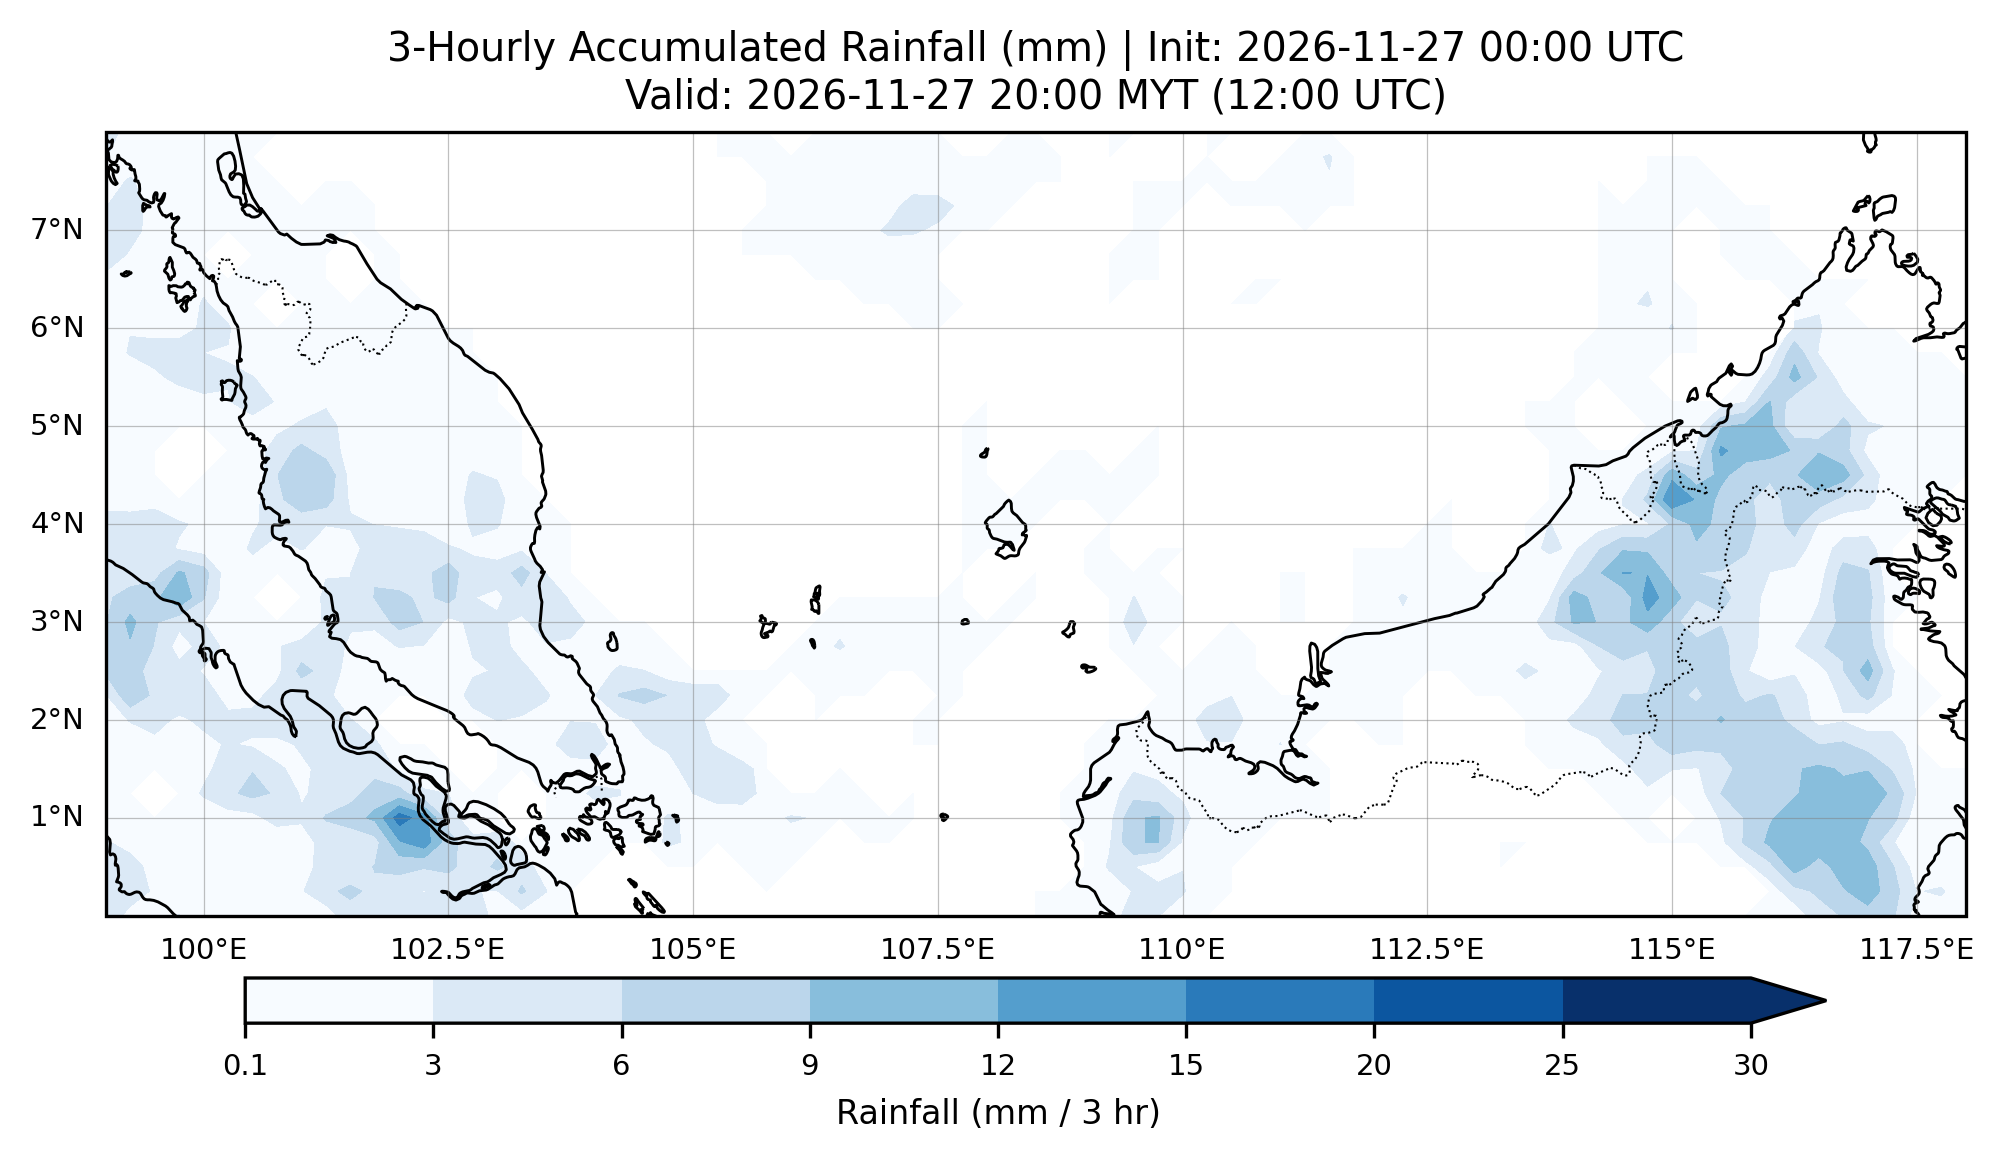 3-Hourly Accumulated Rainfall (mm) | Init: 2026-11-27 00:00 UTC
Valid: 2026-11-27 20:00 MYT (12:00 UTC)
7°N
6°N
5°N
4°N
3°N
2°N
1°N
100°E 102.5°E 105°E 107.5°E 110°E 112.5°E 115°E 117.5°E
0.1 3 6 9 12 15 20 25 30
Rainfall (mm / 3 hr)